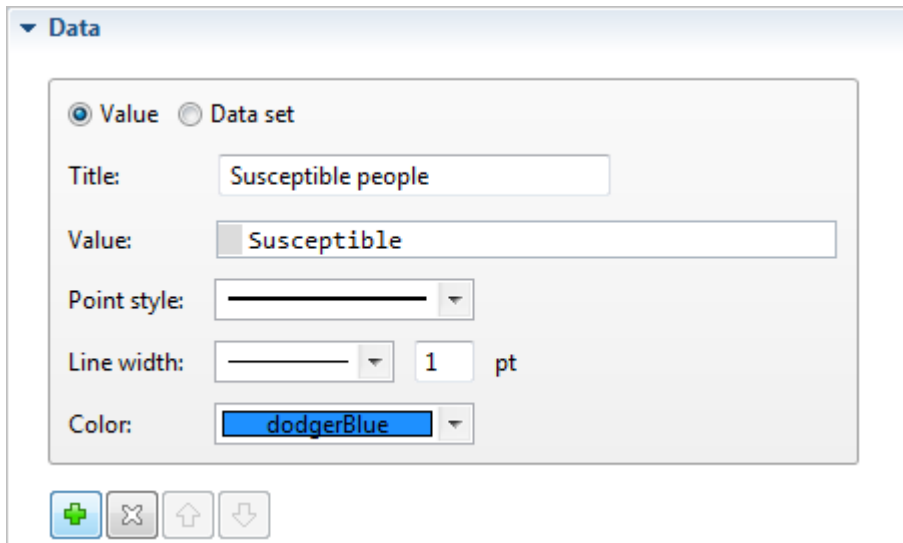 Data
Value Data set
Title: Susceptible people
Value: Susceptible
Point style:
Line width: 1 pt
Color: dodgerBlue